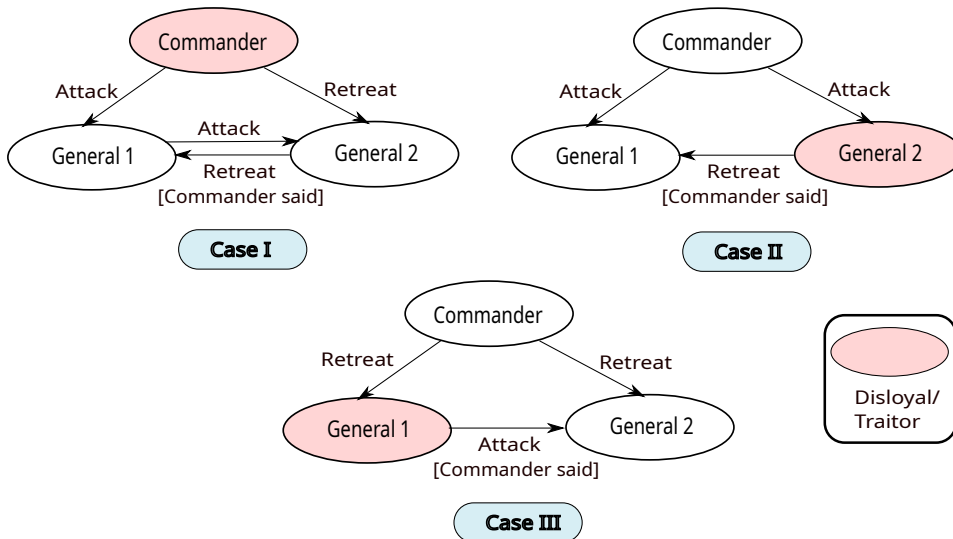 Commander
Attack
Retreat
General 1
Attack
General 2
Retreat
[Commander said]
Case I
Commander
Attack
Attack
General 1
General 2
Retreat
[Commander said]
Case II
Commander
Retreat
Retreat
General 1
General 2
Attack
[Commander said]
Case III
Disloyal/
Traitor